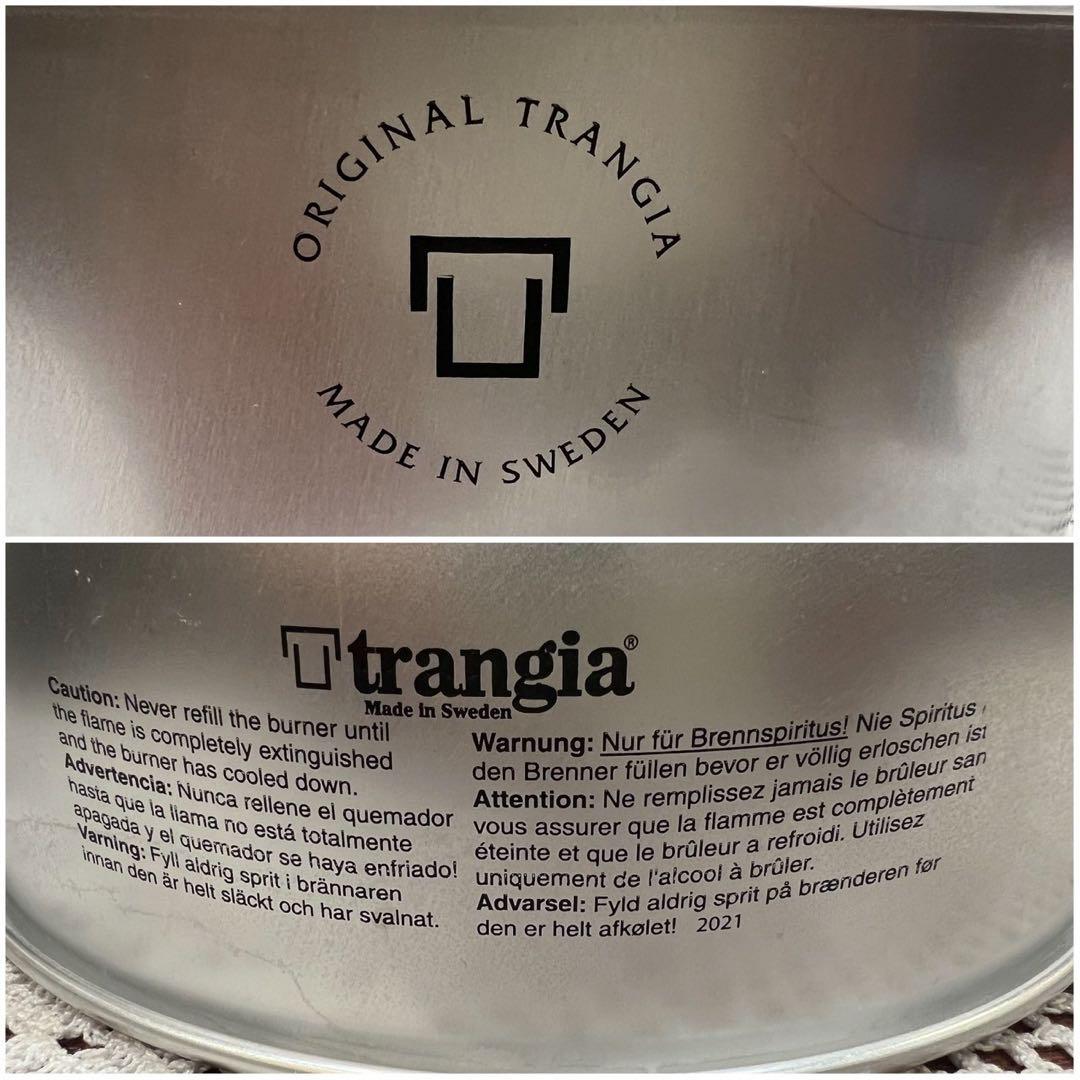 ORIGINAL TRANGIA
MADE IN SWEDEN
trangia®
Made in Sweden
Caution: Never refill the burner until
the flame is completely extinguished
and the burner has cooled down.
Advertencia: Nunca rellene el quemador
hasta que la llama no está totalmente
apagada y el quemador se haya enfriado!
Varning: Fyll aldrig sprit i brännaren
innan den är helt släckt och har svalnat.
Warnung: Nur für Brennspiritus! Nie Spiritus
den Brenner füllen bevor er völlig erloschen ist
Attention: Ne remplissez jamais le brûleur san
vous assurer que la flamme est complètement
éteinte et que le brûleur a refroidi. Utilisez
uniquement de l'alcool à brûler.
Advarsel: Fyld aldrig sprit på brænderen før
den er helt afkølet! 2021